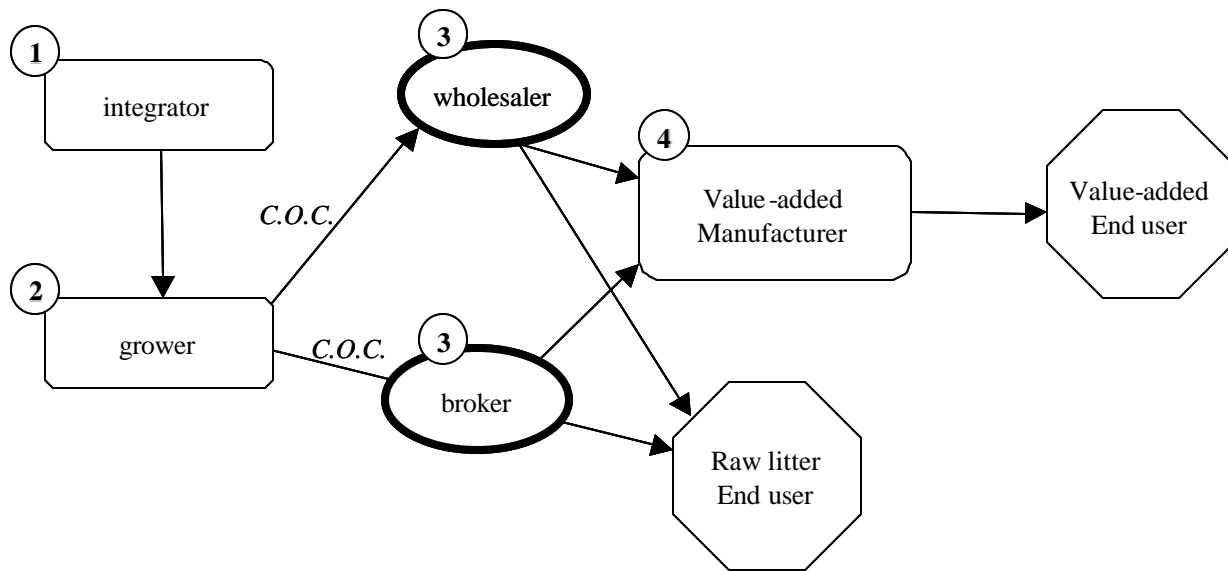 1
integrator
3
wholesaler
4
Value-added
Manufacturer
Value-added
End user
C.O.C.
2
grower
C.O.C.
3
broker
Raw litter
End user